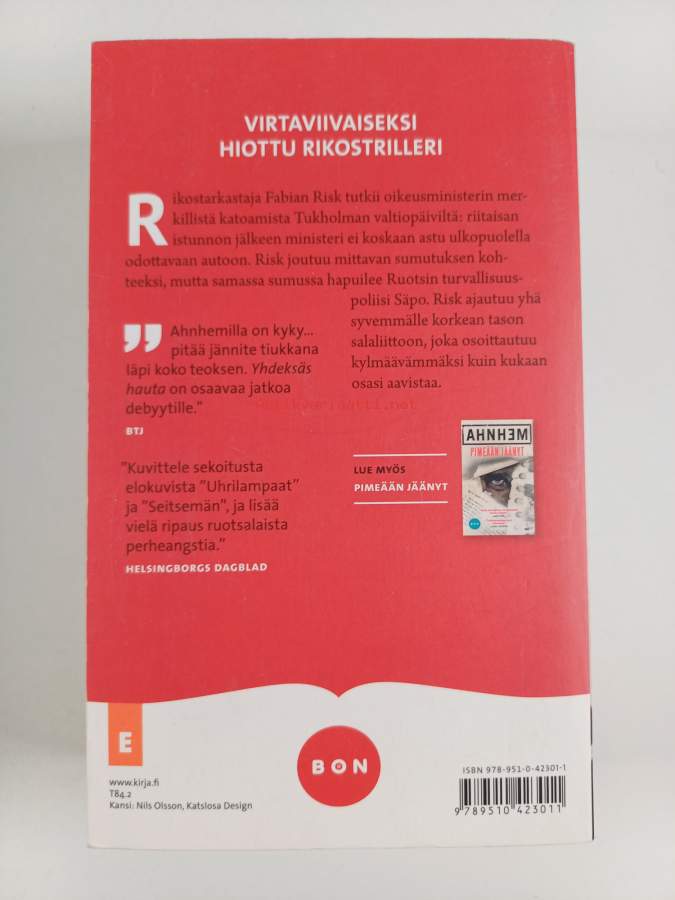 VIRTAVIIVAISEKSI
HIOTTU RIKOSTRILLERI
Rikostarkastaja Fabian Risk tutkii oikeusministerin mer-
killistä katoamista Tukholman valtiopäiviltä: riitaisan
istunnon jälkeen ministeri ei koskaan astu ulkopuolella
odottavaan autoon. Risk joutuu mittavan sumutuksen koh-
teeksi, mutta samassa sumussa hapuilee Ruotsin turvallisuus-
poliisi Säpo. Risk ajautuu yhä
syvemmälle korkean tason
salaliittoon, joka osoittautuu
kylmäävämmäksi kuin kukaan
osasi aavistaa.
”Ahnhemilla on kyky...
pitää jännite tiukkana
läpi koko teoksen. Yhdeksäs
hauta on osaavaa jatkoa
debyytille.”
BTJ
”Kuvittele sekoitusta
elokuvista ”Uhrilampaat”
ja ”Seitsemän”, ja lisää
vielä ripaus ruotsalaista
perheangstia.”
HELSINGBORGS DAGBLAD
LUE MYÖS
PIMEÄÄN JÄÄNYT
AHNHEM
PIMEÄÄN JÄÄNYT
E
www.kirja.fi
T84.2
Kansi: Nils Olsson, Katslosa Design
BON
ISBN 978-951-0-42301-1
9 789510 423011